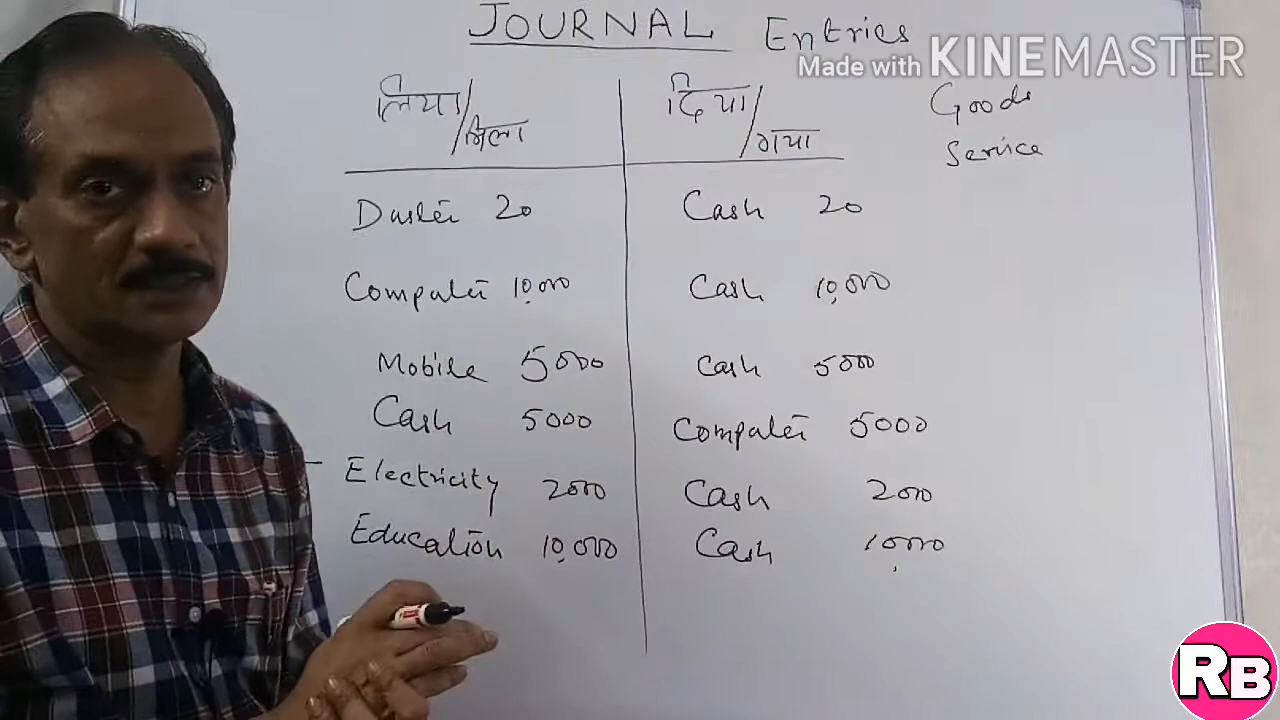 JOURNAL Entries
Made with KINEMASTER
लिया/मिला दिया/गया Goods
Service
Duster 20 Cash 20
Computer 10,000 Cash 10,000
Mobile 5000 Cash 5000
Cash 5000 Computer 5000
Electricity 2000 Cash 2000
Education 10,000 Cash 10,000
RB